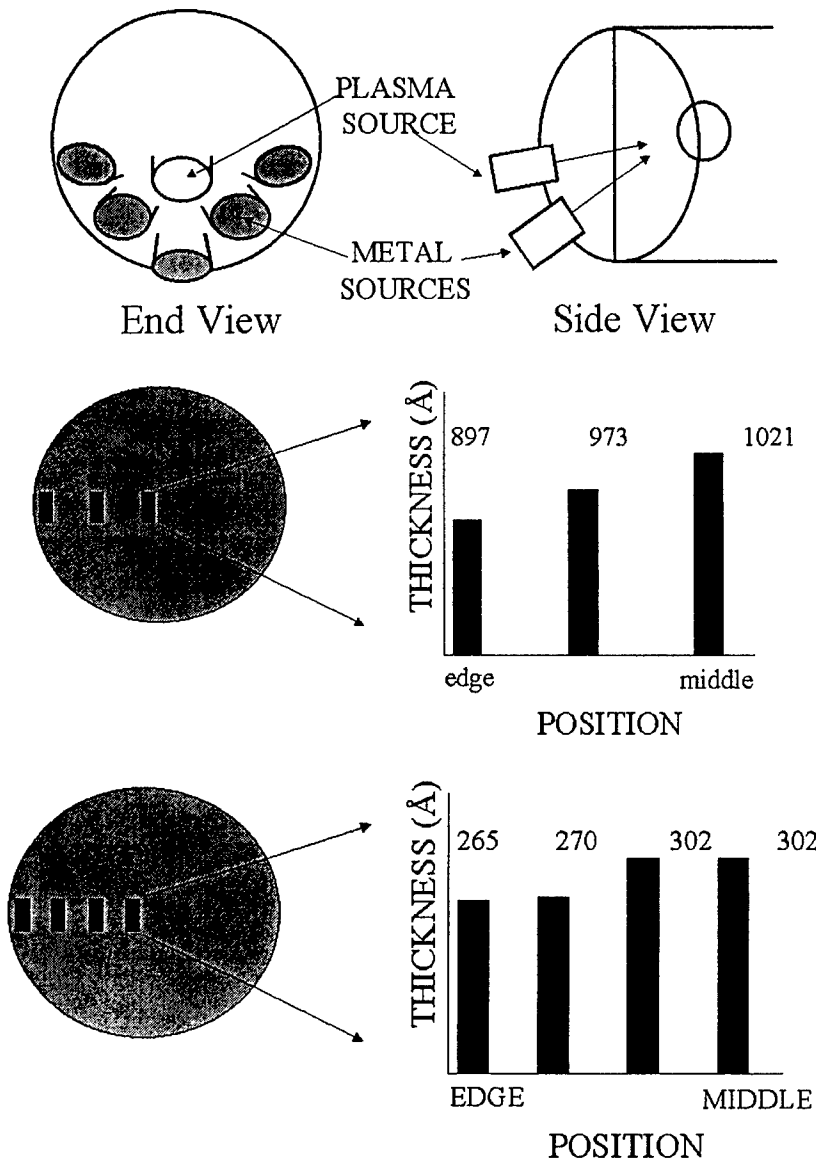 PLASMA
SOURCE
METAL
SOURCES
End View
Side View
THICKNESS (Å)
897 973 1021
edge middle
POSITION
THICKNESS (Å)
265 270 302 302
EDGE MIDDLE
POSITION